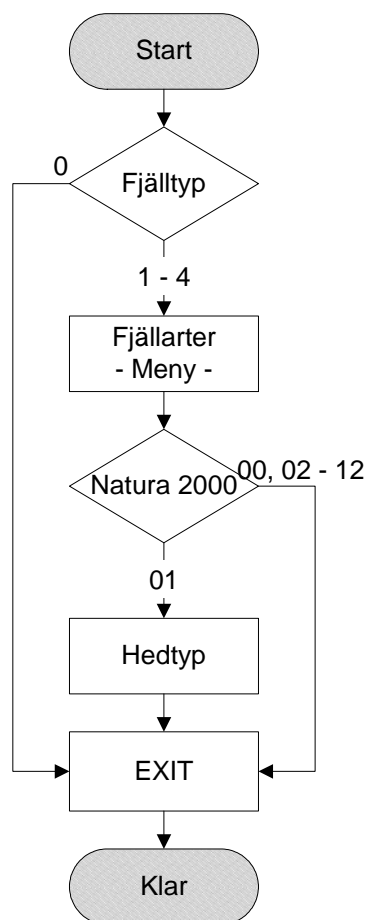 Start
0
Fjälltyp
1 - 4
Fjällarter
- Meny -
Natura 2000
00, 02 - 12
01
Hedtyp
EXIT
Klar